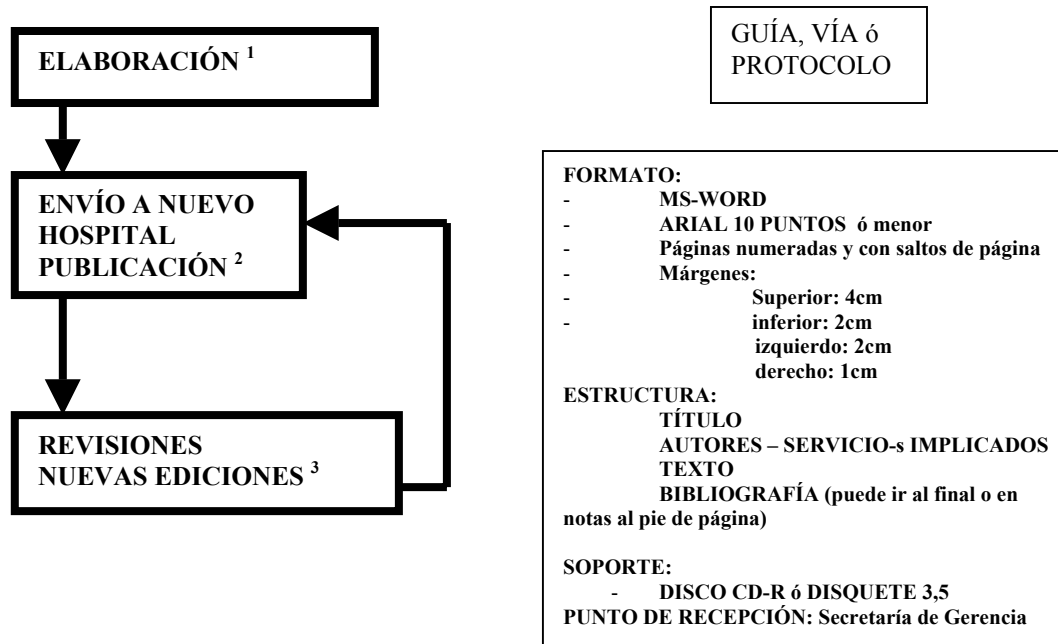 ELABORACIÓN ¹
ENVÍO A NUEVO
HOSPITAL
PUBLICACIÓN ²
REVISIONES
NUEVAS EDICIONES ³
GUÍA, VÍA ó
PROTOCOLO
FORMATO:
- MS-WORD
- ARIAL 10 PUNTOS ó menor
- Páginas numeradas y con saltos de página
- Márgenes:
- Superior: 4cm
- inferior: 2cm
izquierdo: 2cm
derecho: 1cm
ESTRUCTURA:
TÍTULO
AUTORES – SERVICIO-s IMPLICADOS
TEXTO
BIBLIOGRAFÍA (puede ir al final o en
notas al pie de página)
SOPORTE:
- DISCO CD-R ó DISQUETE 3,5
PUNTO DE RECEPCIÓN: Secretaría de Gerencia